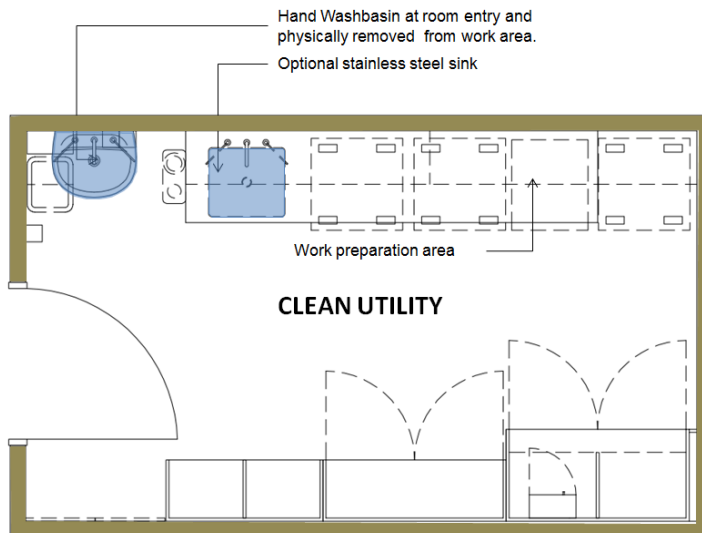 Hand Washbasin at room entry and
physically removed from work area.
Optional stainless steel sink
Work preparation area
CLEAN UTILITY